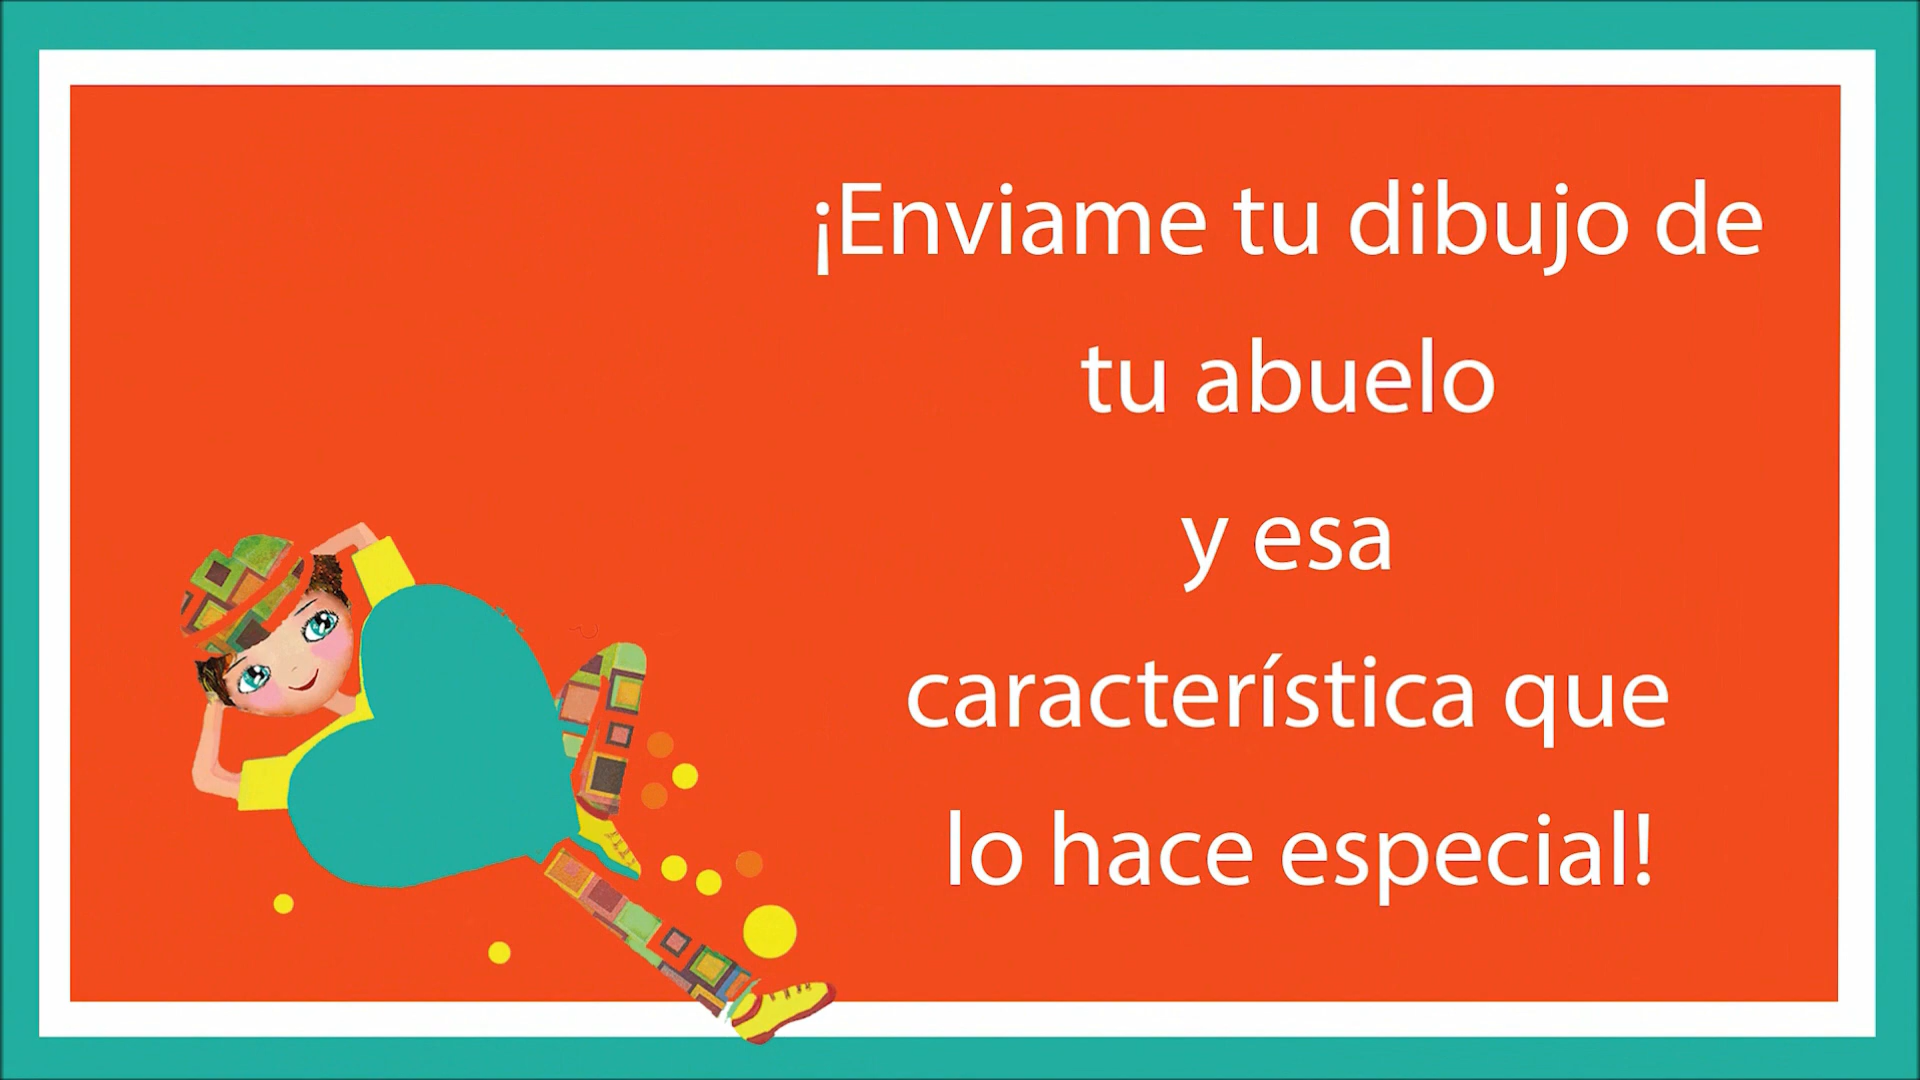 ¡Enviame tu dibujo de
tu abuelo
y esa
característica que
lo hace especial!